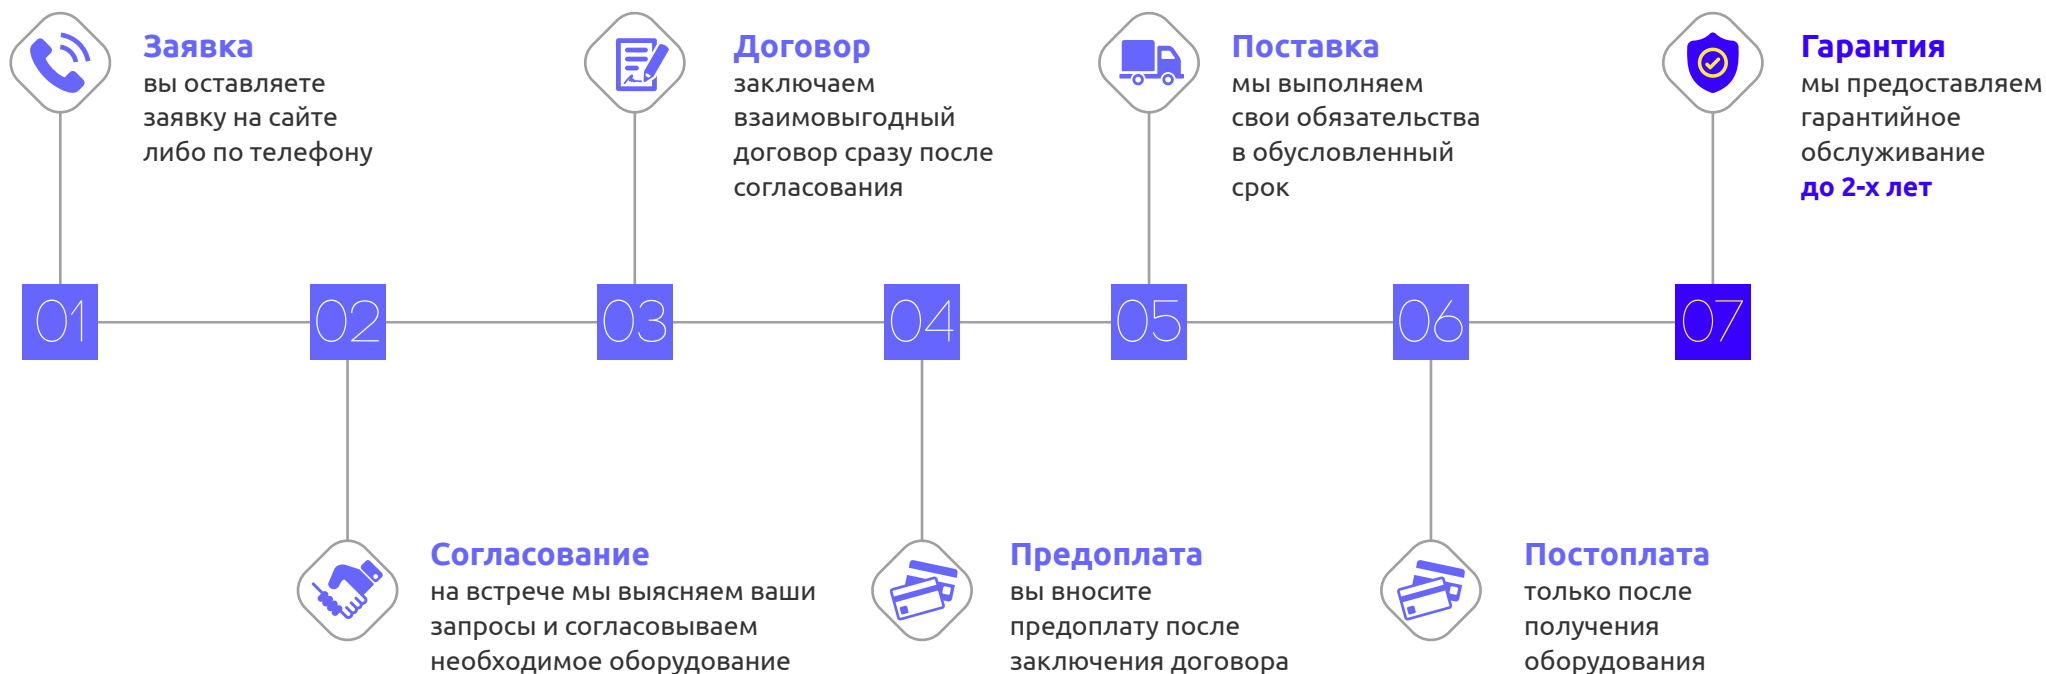 Заявка
вы оставляете
заявку на сайте
либо по телефону
Договор
заключаем
взаимовыгодный
договор сразу после
согласования
Поставка
мы выполняем
свои обязательства
в обусловленный
срок
Гарантия
мы предоставляем
гарантийное
обслуживание
до 2-х лет
01
02
03
04
05
06
07
Согласование
на встрече мы выясняем ваши
запросы и согласовываем
необходимое оборудование
Предоплата
вы вносите
предоплату после
заключения договора
Постоплата
только после
получения
оборудования